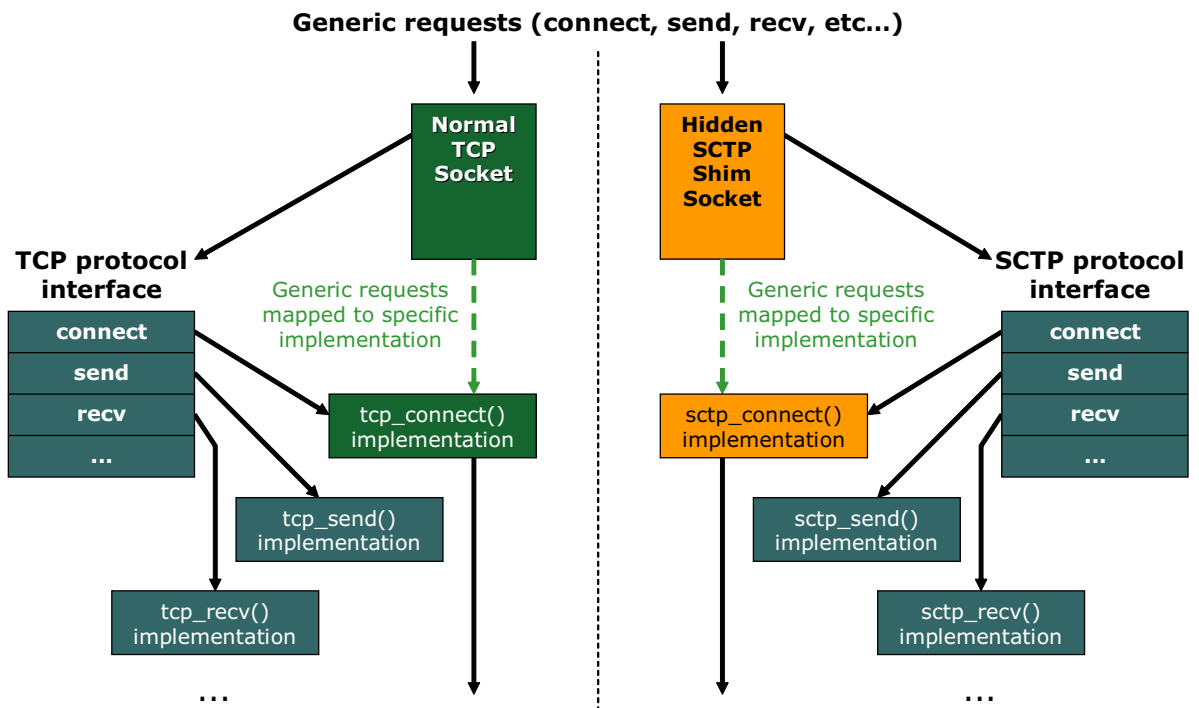 Generic requests (connect, send, recv, etc...)
Normal
TCP
Socket
Hidden
SCTP
Shim
Socket
TCP protocol
interface
connect
send
recv
...
Generic requests
mapped to specific
implementation
Generic requests
mapped to specific
implementation
SCTP protocol
interface
connect
send
recv
...
tcp_connect()
implementation
sctp_connect()
implementation
tcp_send()
implementation
sctp_send()
implementation
tcp_recv()
implementation
sctp_recv()
implementation
...
...